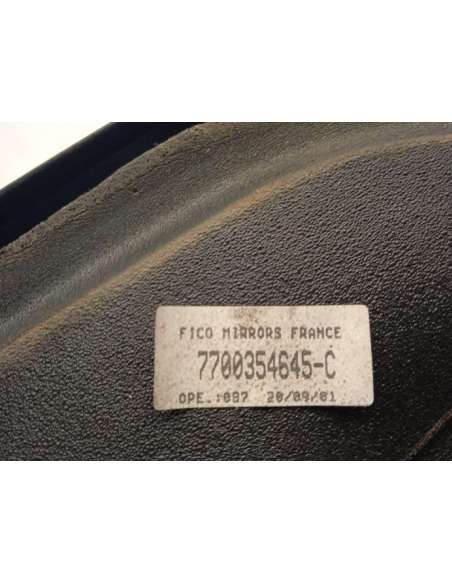 FICO MIRRORS FRANCE
7700354645-C
OPE.:087 20/09/01